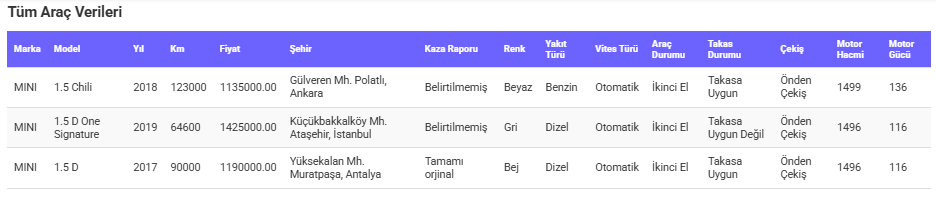 Tüm Araç Verileri
Marka Model Yıl Km Fiyat Şehir Kaza Raporu Renk Yakıt Türü Vites Türü Araç Durumu Takas Durumu Çekiş Motor Hacmi Motor Gücü
MINI 1.5 Chili 2018 123000 1135000.00 Gülveren Mh. Polatlı, Ankara Belirtilmemiş Beyaz Benzin Otomatik İkinci El Takasa Uygun Önden Çekiş 1499 136
MINI 1.5 D One Signature 2019 64600 1425000.00 Küçükbakkalköy Mh. Ataşehir, İstanbul Belirtilmemiş Gri Dizel Otomatik İkinci El Takasa Uygun Değil Önden Çekiş 1496 116
MINI 1.5 D 2017 90000 1190000.00 Yüksekalan Mh. Muratpaşa, Antalya Tamamı orjinal Bej Dizel Otomatik İkinci El Takasa Uygun Önden Çekiş 1496 116